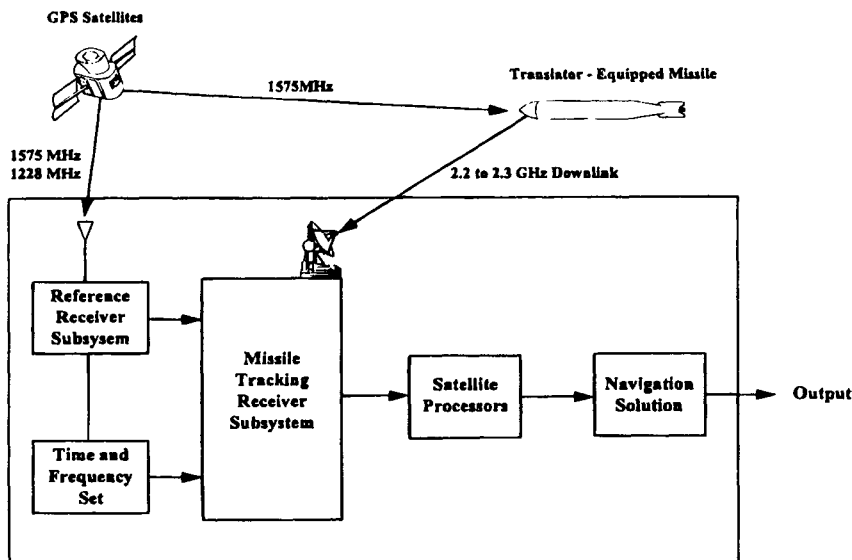 GPS Satellites
1575MHz
Translator - Equipped Missile
1575 MHz
1228 MHz
2.2 to 2.3 GHz Downlink
Reference
Receiver
Subsysem
Missile
Tracking
Receiver
Subsystem
Satellite
Processors
Navigation
Solution
Output
Time and
Frequency
Set